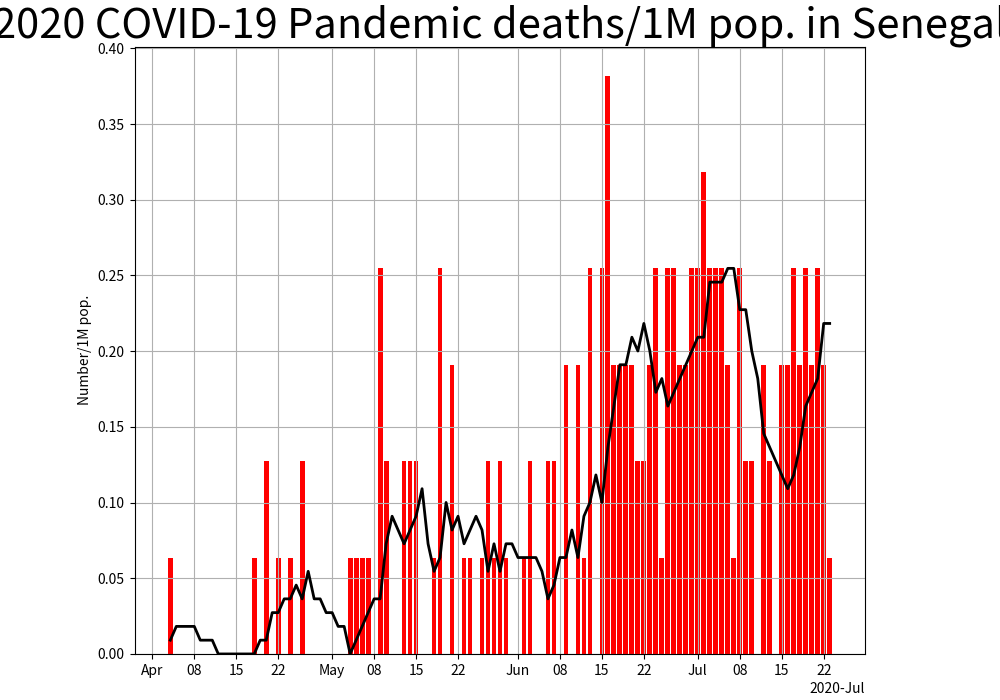 2020 COVID-19 Pandemic deaths/1M pop. in Senegal
0.40
0.35
0.30
0.25
0.20
0.15
0.10
0.05
0.00
Number/1M pop.
Apr 08 15 22 May 08 15 22 Jun 08 15 22 Jul 08 15 22
2020-Jul